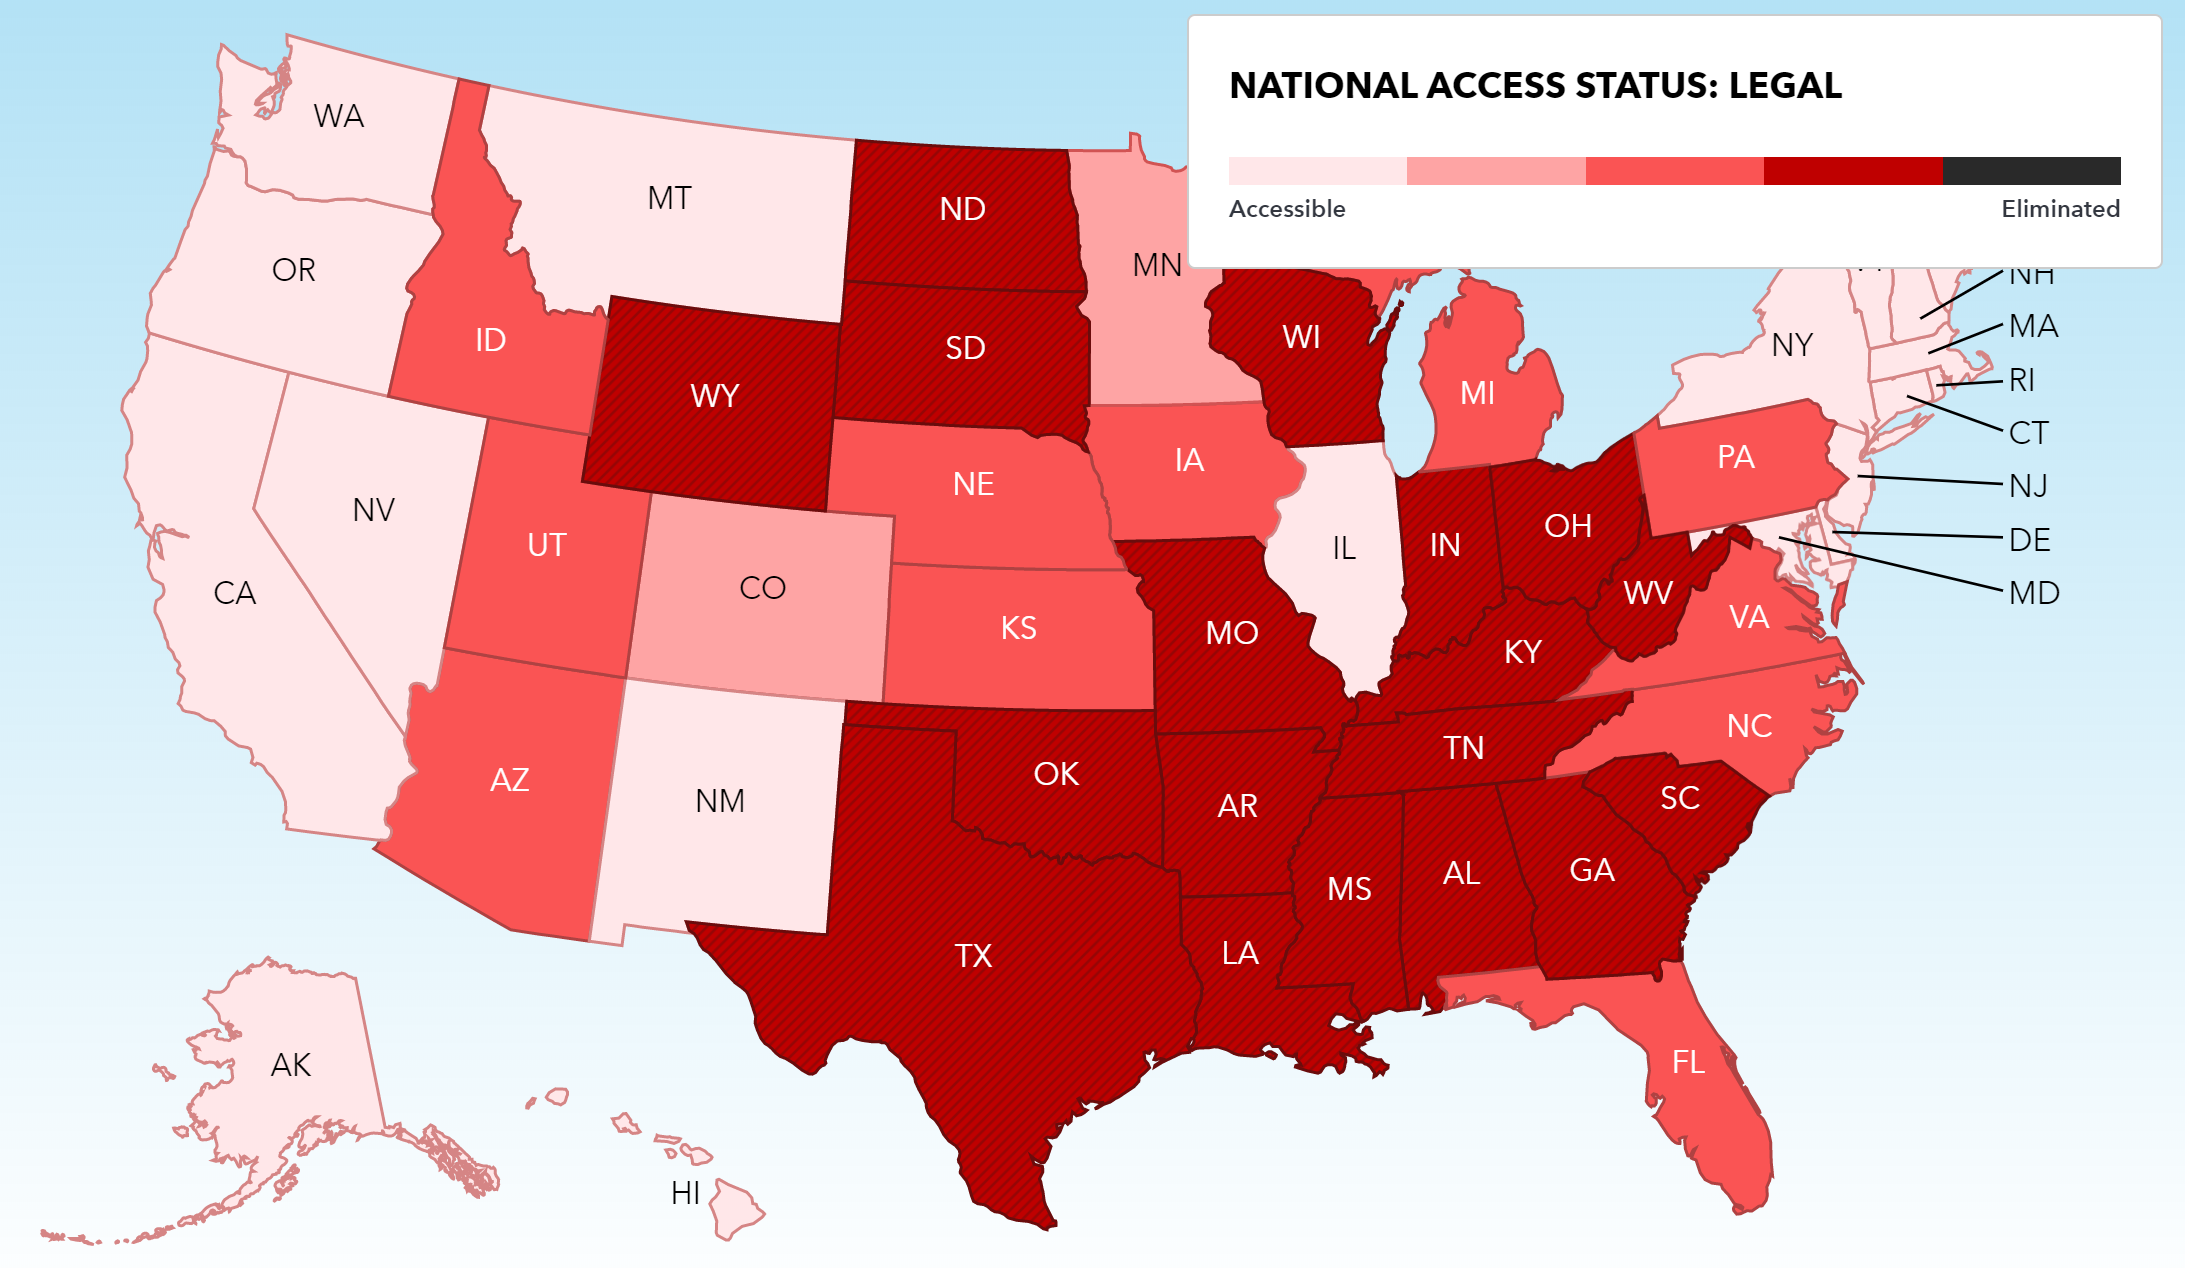 NATIONAL ACCESS STATUS: LEGAL
Accessible Eliminated
WA
MT
ND
MN
OR
ID
SD
WI
WY
MI
NY
NH
MA
RI
CT
NJ
DE
MD
NV
UT
NE
IA
PA
CA
CO
KS
IL
IN
OH
WV
VA
MO
KY
NC
AZ
NM
OK
AR
TN
SC
TX
LA
MS
AL
GA
FL
AK
HI